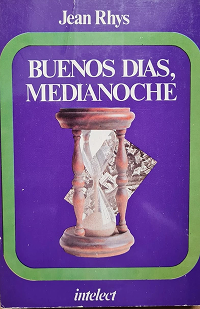 Jean Rhys
BUENOS DIAS,
MEDIANOCHE
intelect